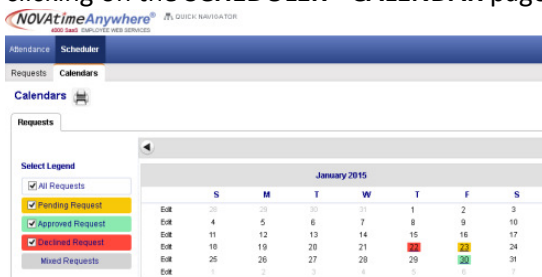 clicking on the SCHEDULER - CALENDAR page
NOVAtimeAnywhere® QUICK NAVIGATOR
4000 SaaS EMPLOYEE WEB SERVICES
Attendance Scheduler
Requests Calendars
Calendars
Requests
Select Legend
All Requests
Pending Request
Approved Request
Declined Request
Mixed Requests
January 2015
S M T W T F S
Edit 28 29 30 31 1 2 3
Edit 4 5 6 7 8 9 10
Edit 11 12 13 14 15 16 17
Edit 18 19 20 21 22 23 24
Edit 25 26 27 28 29 30 31
Edit 1 2 3 4 5 6 7